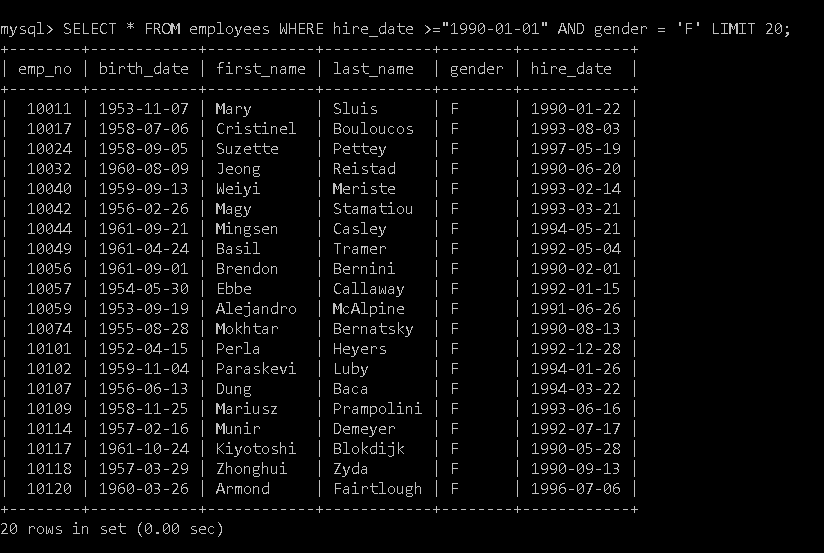 mysql> SELECT * FROM employees WHERE hire_date >="1990-01-01" AND gender = 'F' LIMIT 20;
+--------+------------+------------+------------+--------+------------+
| emp_no | birth_date | first_name | last_name  | gender | hire_date  |
+--------+------------+------------+------------+--------+------------+
|  10011 | 1953-11-07 | Mary       | Sluis      | F      | 1990-01-22 |
|  10017 | 1958-07-06 | Cristinel  | Bouloucos  | F      | 1993-08-03 |
|  10024 | 1958-09-05 | Suzette    | Pettey     | F      | 1997-05-19 |
|  10032 | 1960-08-09 | Jeong      | Reistad    | F      | 1990-06-20 |
|  10040 | 1959-09-13 | Weiyi      | Meriste    | F      | 1993-02-14 |
|  10042 | 1956-02-26 | Magy       | Stamatiou  | F      | 1993-03-21 |
|  10044 | 1961-09-21 | Mingsen    | Casley     | F      | 1994-05-21 |
|  10049 | 1961-04-24 | Basil      | Tramer     | F      | 1992-05-04 |
|  10056 | 1961-09-01 | Brendon    | Bernini    | F      | 1990-02-01 |
|  10057 | 1954-05-30 | Ebbe       | Callaway   | F      | 1992-01-15 |
|  10059 | 1953-09-19 | Alejandro  | McAlpine   | F      | 1991-06-26 |
|  10074 | 1955-08-28 | Mokhtar    | Bernatsky  | F      | 1990-08-13 |
|  10101 | 1952-04-15 | Perla      | Heyers     | F      | 1992-12-28 |
|  10102 | 1959-11-04 | Paraskevi  | Luby       | F      | 1994-01-26 |
|  10107 | 1956-06-13 | Dung       | Baca       | F      | 1994-03-22 |
|  10109 | 1958-11-25 | Mariusz    | Prampolini | F      | 1993-06-16 |
|  10114 | 1957-02-16 | Munir      | Demeyer    | F      | 1992-07-17 |
|  10117 | 1961-10-24 | Kiyotoshi  | Blokdijk   | F      | 1990-05-28 |
|  10118 | 1957-03-29 | Zhonghui   | Zyda       | F      | 1990-09-13 |
|  10120 | 1960-03-26 | Armond     | Fairtlough | F      | 1996-07-06 |
+--------+------------+------------+------------+--------+------------+
20 rows in set (0.00 sec)